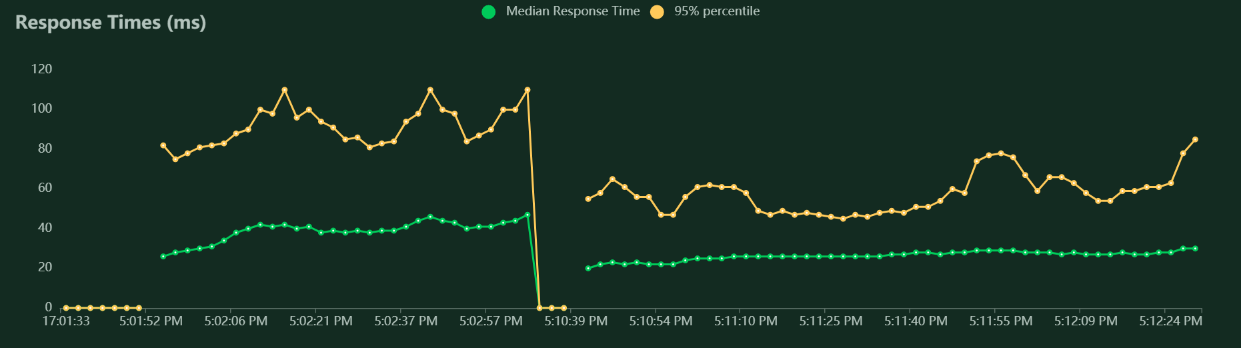 Response Times (ms)
Median Response Time
95% percentile
120
100
80
60
40
20
0
17:01:33
5:01:52 PM
5:02:06 PM
5:02:21 PM
5:02:37 PM
5:02:57 PM
5:10:39 PM
5:10:54 PM
5:11:10 PM
5:11:25 PM
5:11:40 PM
5:11:55 PM
5:12:09 PM
5:12:24 PM